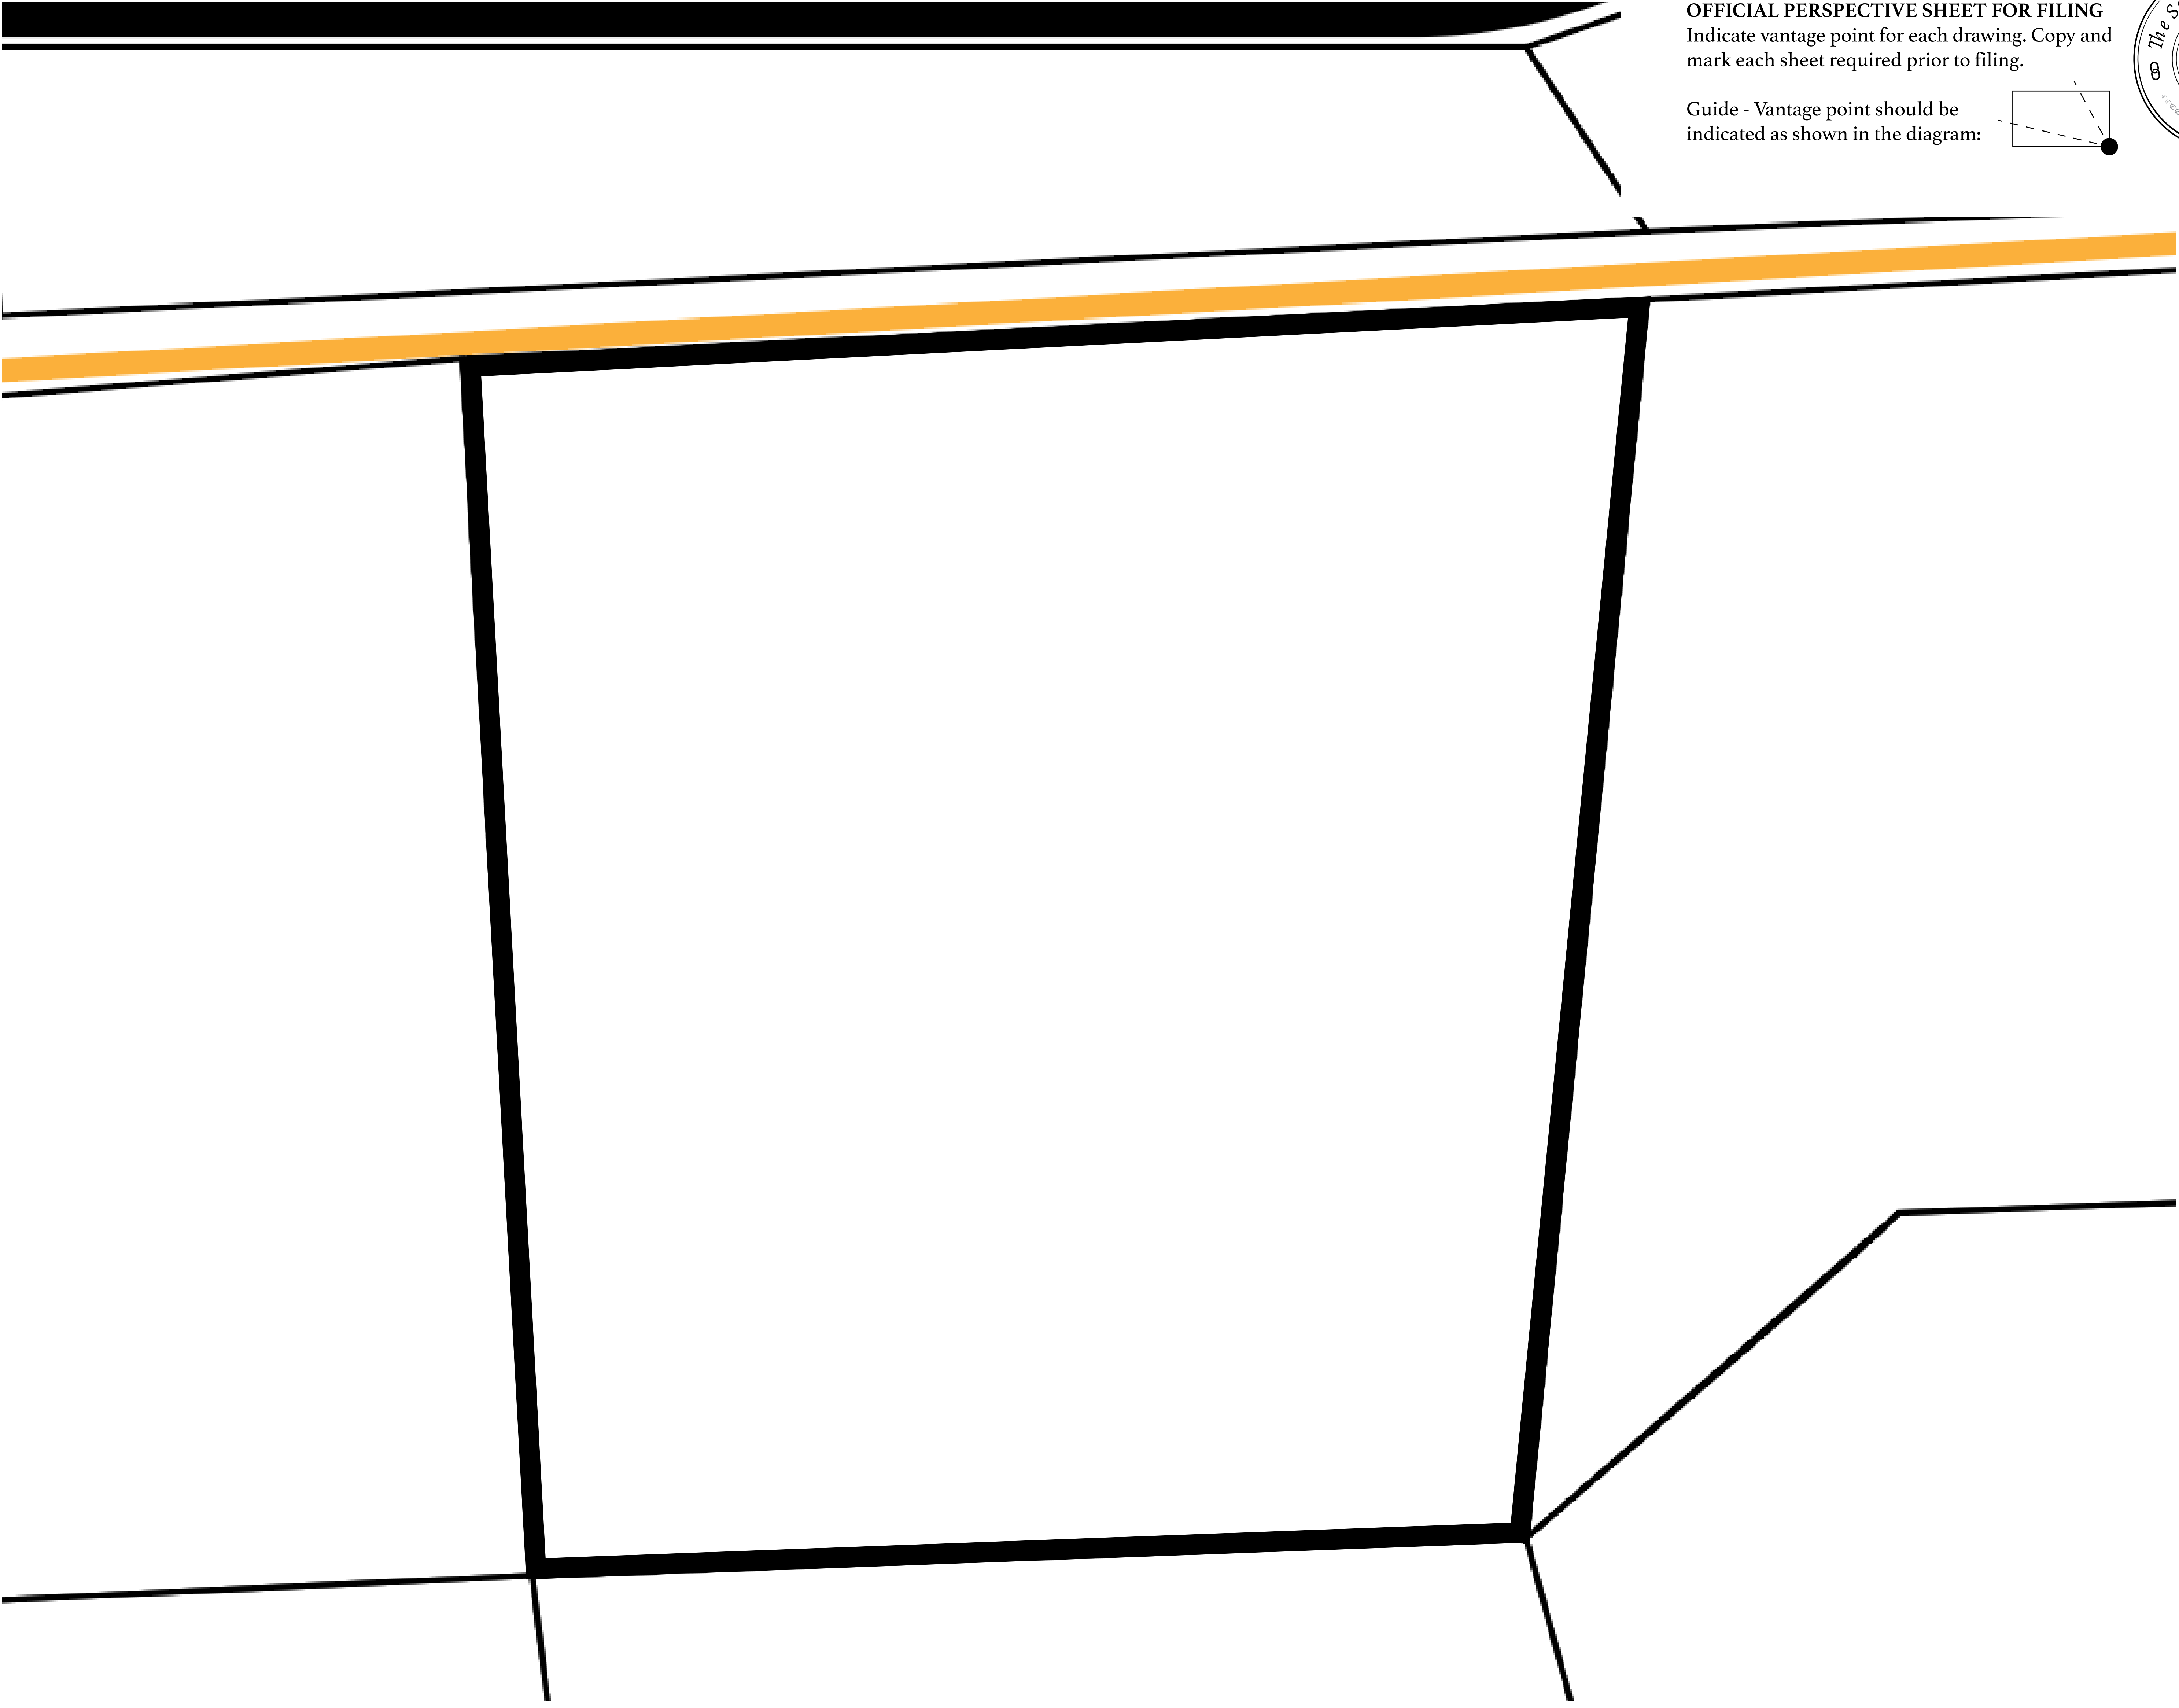 OFFICIAL PERSPECTIVE SHEET FOR FILING
Indicate vantage point for each drawing. Copy and
mark each sheet required prior to filing.
Guide - Vantage point should be
indicated as shown in the diagram:
The